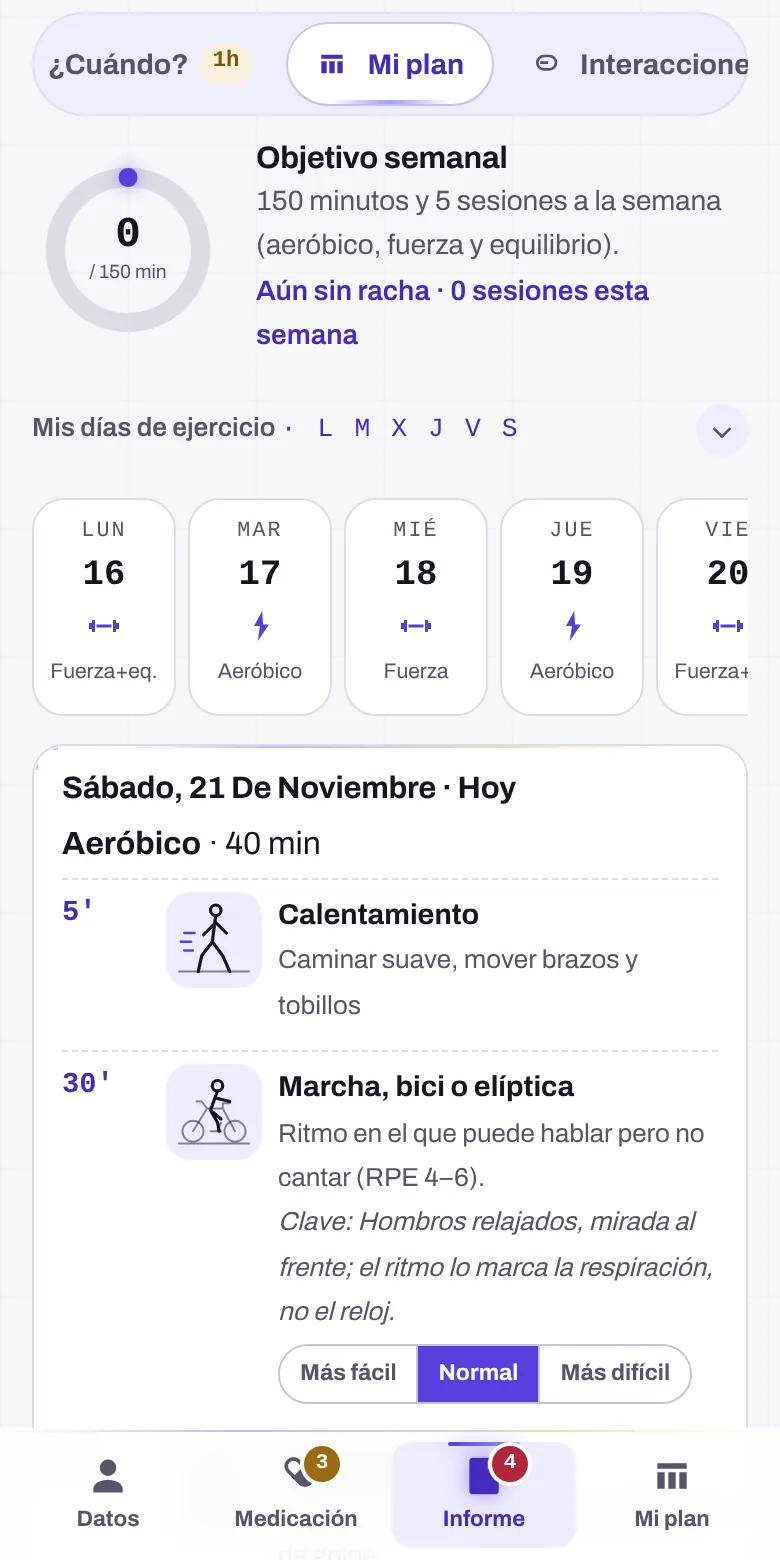 ¿Cuándo? 1h Mi plan Interaccione
Objetivo semanal
150 minutos y 5 sesiones a la semana
(aeróbico, fuerza y equilibrio).
Aún sin racha · 0 sesiones esta
semana
0
/ 150 min
Mis días de ejercicio · L M X J V S
LUN MAR MIÉ JUE VIE
16 17 18 19 20
Fuerza+eq. Aeróbico Fuerza Aeróbico Fuerza+
Sábado, 21 De Noviembre · Hoy
Aeróbico · 40 min
5' Calentamiento
Caminar suave, mover brazos y
tobillos
30' Marcha, bici o elíptica
Ritmo en el que puede hablar pero no
cantar (RPE 4–6).
Clave: Hombros relajados, mirada al
frente; el ritmo lo marca la respiración,
no el reloj.
Más fácil Normal Más difícil
3 4
Datos Medicación Informe Mi plan